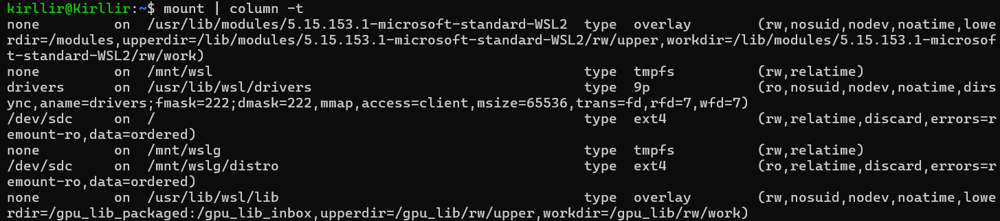 kirllir@Kirllir:~$ mount | column -t
none        on  /usr/lib/modules/5.15.153.1-microsoft-standard-WSL2  type  overlay        (rw,nosuid,nodev,noatime,lowe
rdir=/modules,upperdir=/lib/modules/5.15.153.1-microsoft-standard-WSL2/rw/upper,workdir=/lib/modules/5.15.153.1-microsof
t-standard-WSL2/rw/work)
none        on  /mnt/wsl                                             type  tmpfs          (rw,relatime)
drivers     on  /usr/lib/wsl/drivers                                 type  9p             (ro,nosuid,nodev,noatime,dirs
ync,aname=drivers;fmask=222;dmask=222,mmap,access=client,msize=65536,trans=fd,rfd=7,wfd=7)
/dev/sdc    on  /                                                    type  ext4           (rw,relatime,discard,errors=r
emount-ro,data=ordered)
none        on  /mnt/wslg                                            type  tmpfs          (rw,relatime)
/dev/sdc    on  /mnt/wslg/distro                                     type  ext4           (ro,relatime,discard,errors=r
emount-ro,data=ordered)
none        on  /usr/lib/wsl/lib                                     type  overlay        (rw,nosuid,nodev,noatime,lowe
rdir=/gpu_lib_packaged:/gpu_lib_inbox,upperdir=/gpu_lib/rw/upper,workdir=/gpu_lib/rw/work)